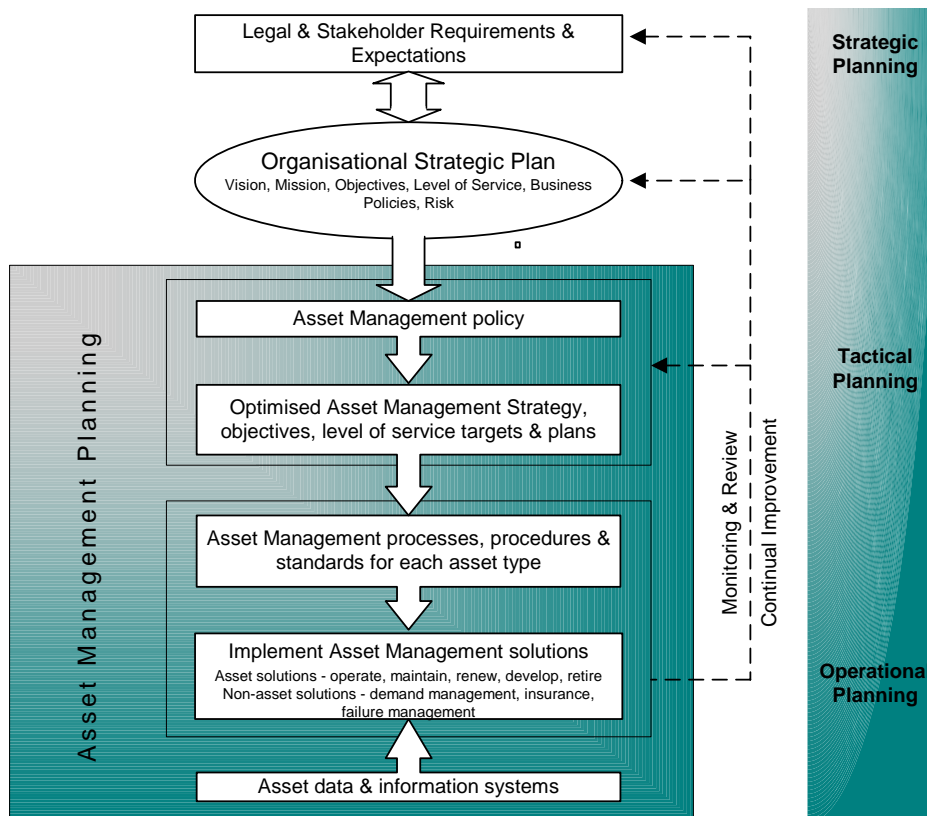 Legal & Stakeholder Requirements &
Expectations
Organisational Strategic Plan
Vision, Mission, Objectives, Level of Service, Business
Policies, Risk
Asset Management Planning
Asset Management policy
Optimised Asset Management Strategy,
objectives, level of service targets & plans
Asset Management processes, procedures &
standards for each asset type
Implement Asset Management solutions
Asset solutions - operate, maintain, renew, develop, retire
Non-asset solutions - demand management, insurance,
failure management
Asset data & information systems
Monitoring & Review
Continual Improvement
Strategic
Planning
Tactical
Planning
Operational
Planning